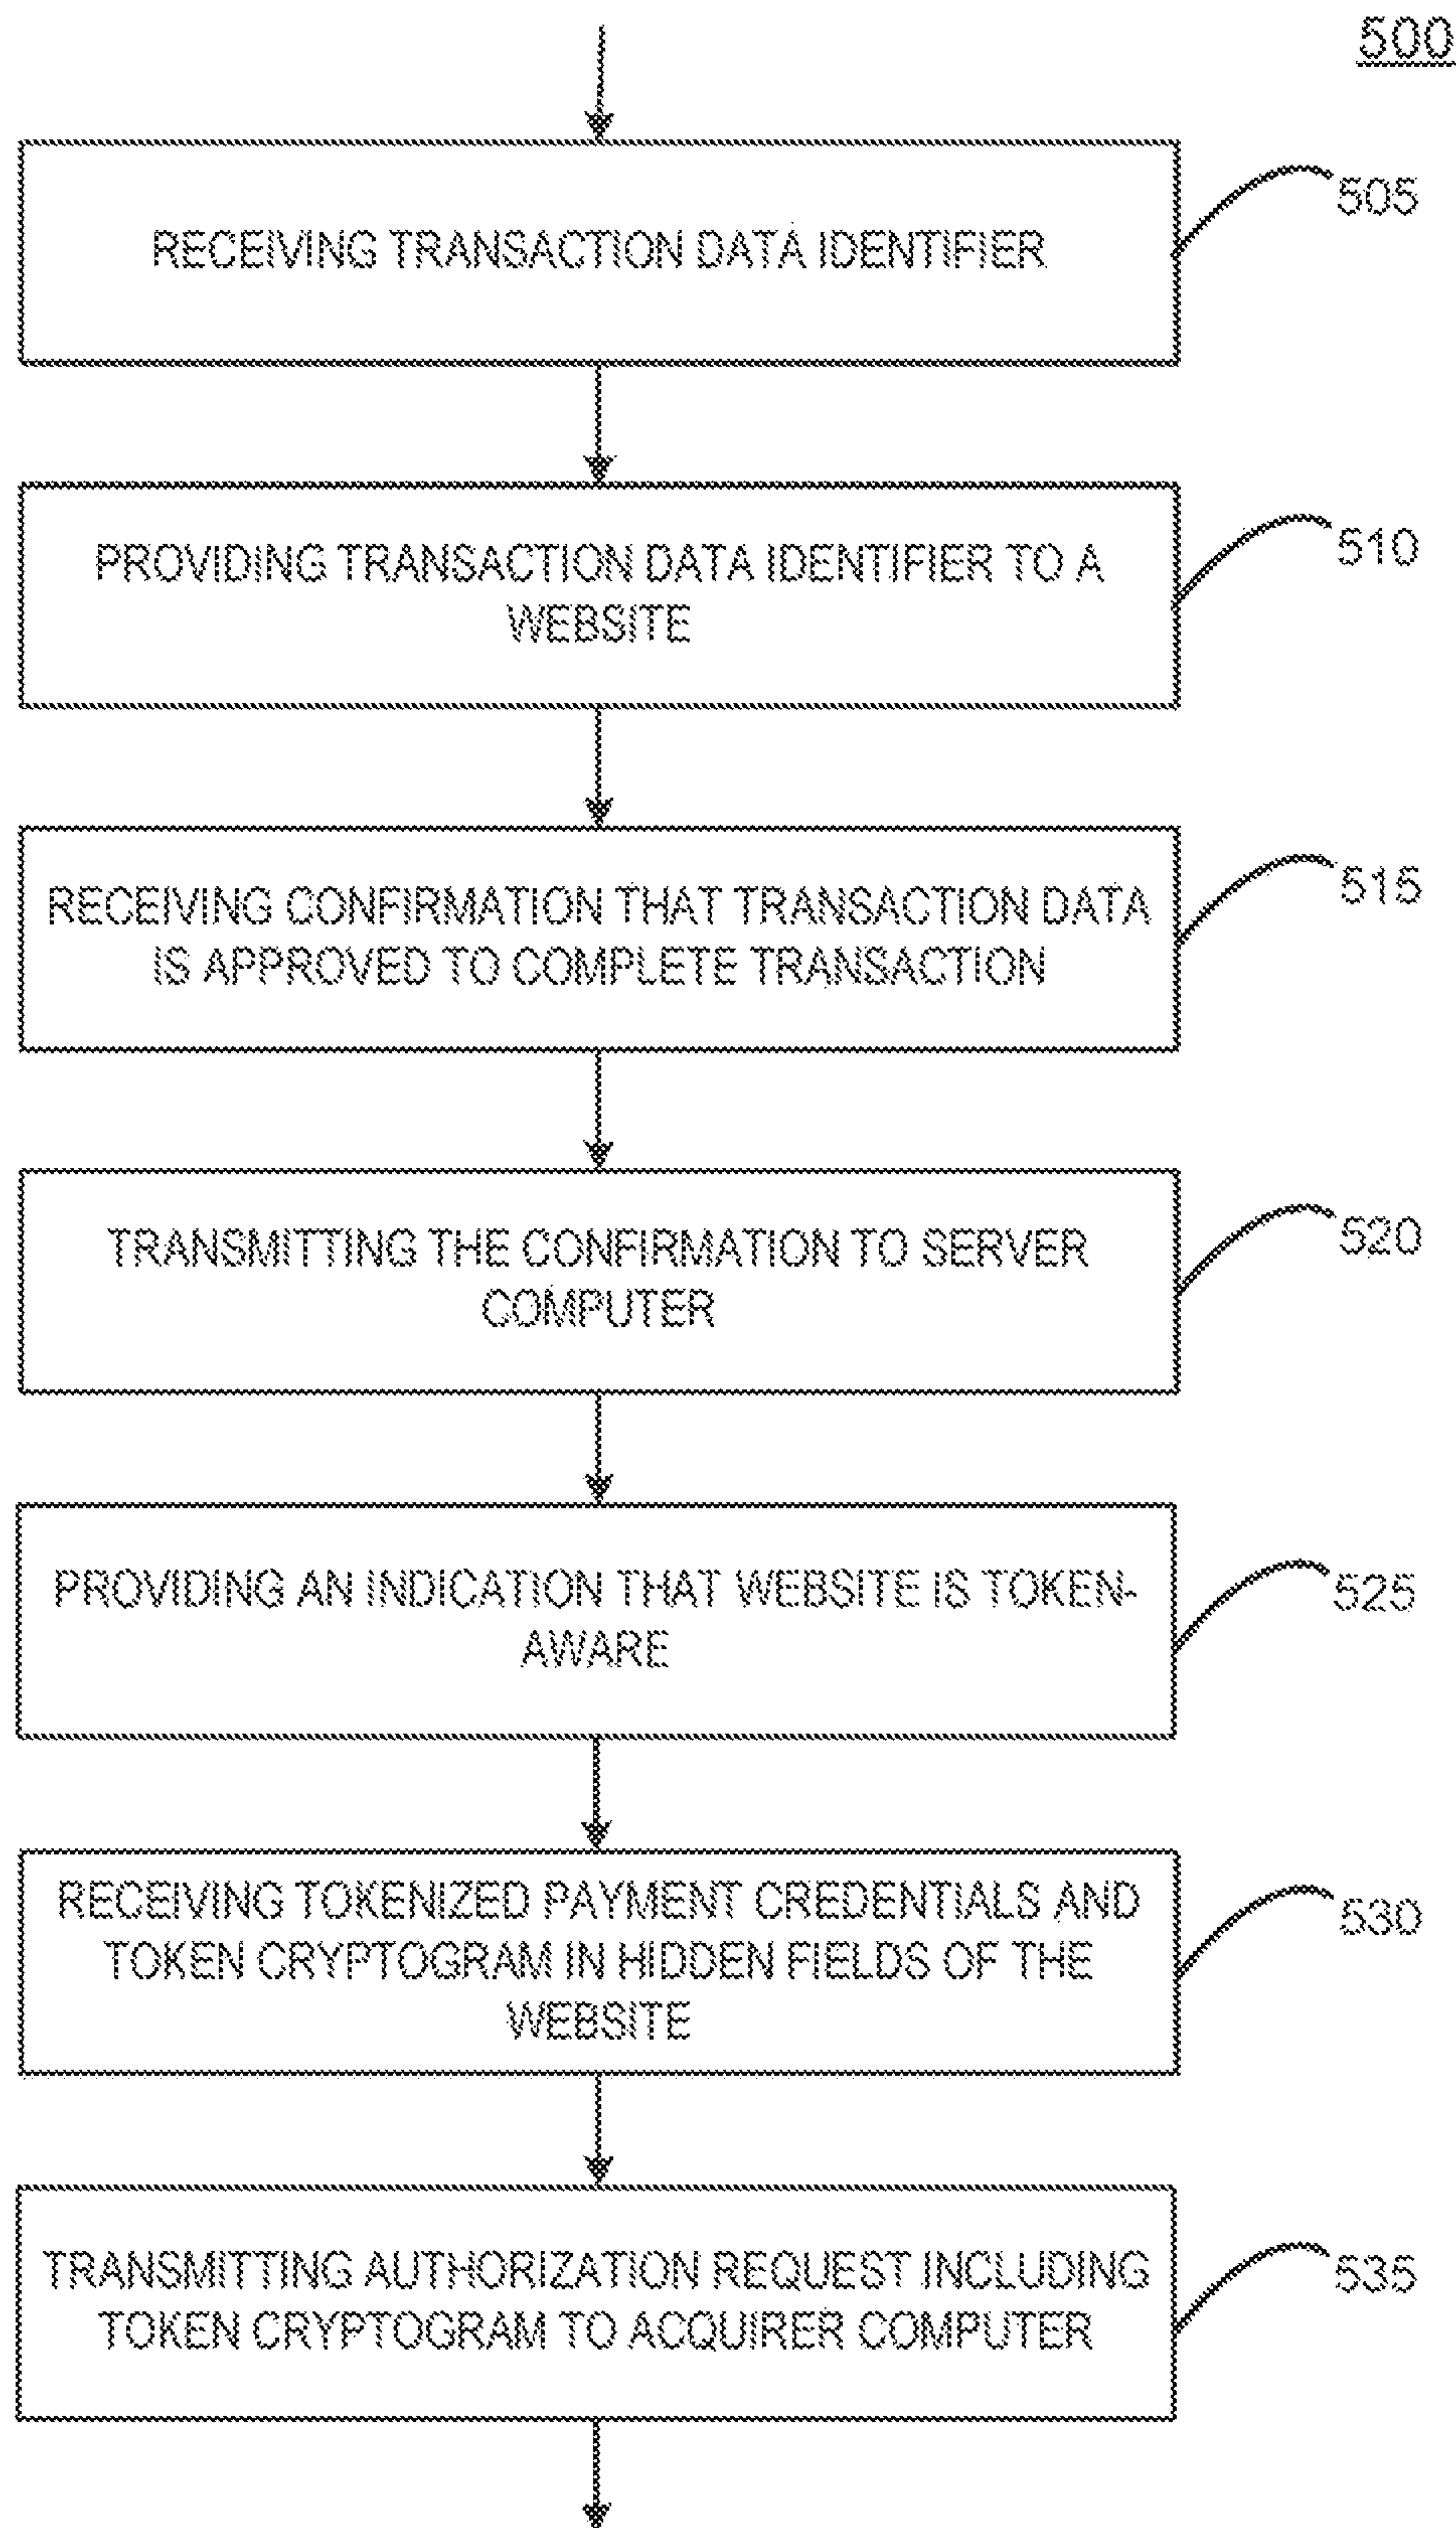 500
RECEIVING TRANSACTION DATA IDENTIFIER
505
PROVIDING TRANSACTION DATA IDENTIFIER TO A
WEBSITE
510
RECEIVING CONFIRMATION THAT TRANSACTION DATA
IS APPROVED TO COMPLETE TRANSACTION
515
TRANSMITTING THE CONFIRMATION TO SERVER
COMPUTER
520
PROVIDING AN INDICATION THAT WEBSITE IS TOKEN-
AWARE
525
RECEIVING TOKENIZED PAYMENT CREDENTIALS AND
TOKEN CRYPTOGRAM IN HIDDEN FIELDS OF THE
WEBSITE
530
TRANSMITTING AUTHORIZATION REQUEST INCLUDING
TOKEN CRYPTOGRAM TO ACQUIRER COMPUTER
535